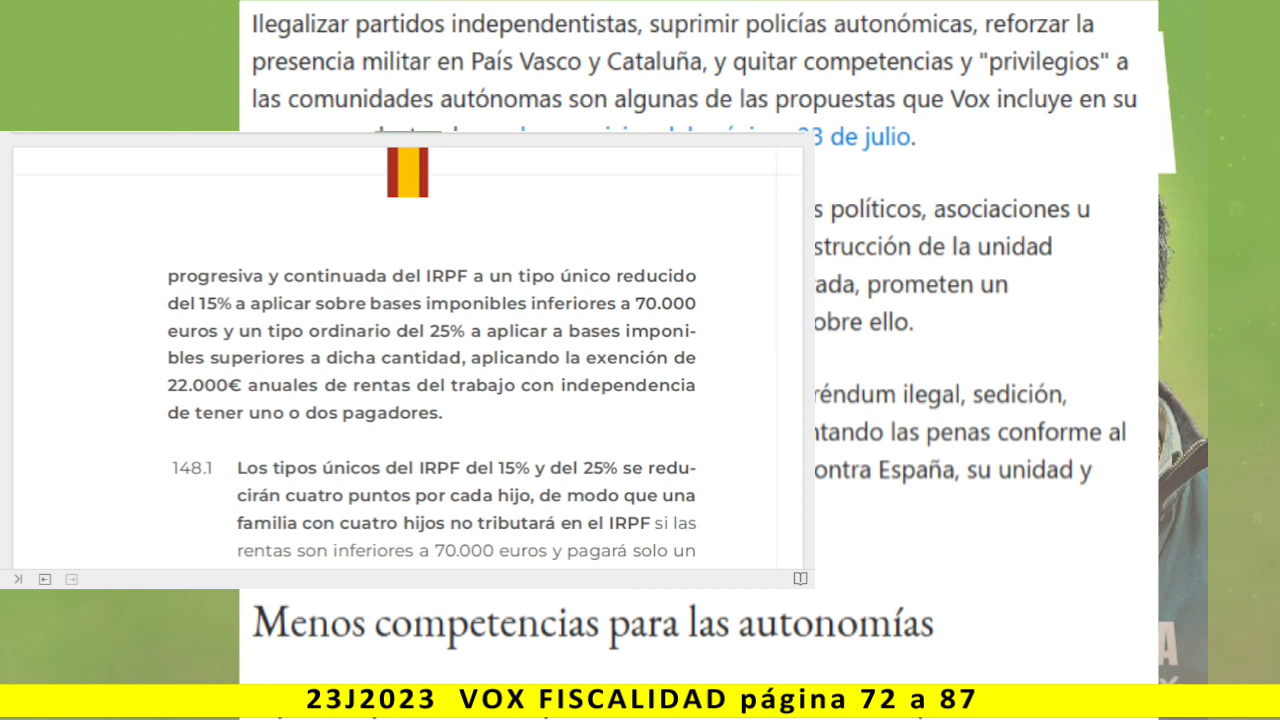 Ilegalizar partidos independentistas, suprimir policías autonómicas, reforzar la
presencia militar en País Vasco y Cataluña, y quitar competencias y "privilegios" a
las comunidades autónomas son algunas de las propuestas que Vox incluye en su
23 de julio.
s políticos, asociaciones u
strucción de la unidad
ada, prometen un
obre ello.
réndum ilegal, sedición,
ntando las penas conforme al
ontra España, su unidad y
progresiva y continuada del IRPF a un tipo único reducido
del 15% a aplicar sobre bases imponibles inferiores a 70.000
euros y un tipo ordinario del 25% a aplicar a bases imponi-
bles superiores a dicha cantidad, aplicando la exención de
22.000€ anuales de rentas del trabajo con independencia
de tener uno o dos pagadores.
148.1 Los tipos únicos del IRPF del 15% y del 25% se redu-
cirán cuatro puntos por cada hijo, de modo que una
familia con cuatro hijos no tributará en el IRPF si las
rentas son inferiores a 70.000 euros y pagará solo un
Menos competencias para las autonomías
A
23J2023 VOX FISCALIDAD página 72 a 87